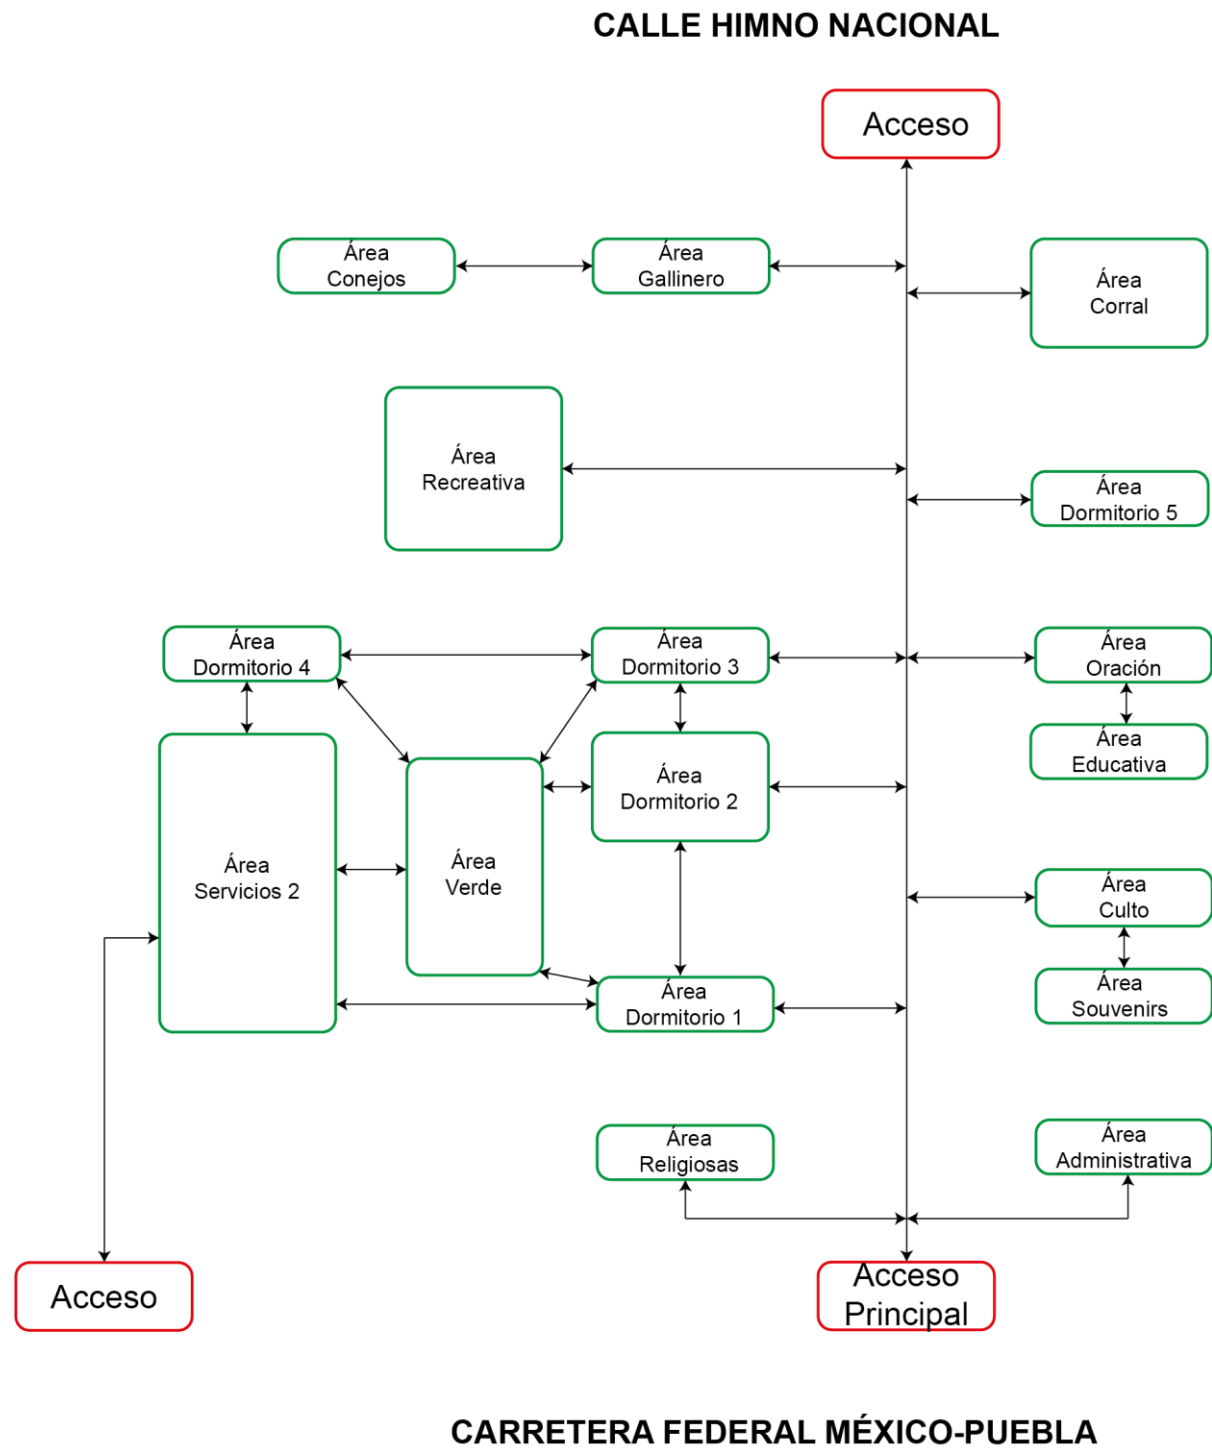 CALLE HIMNO NACIONAL
Acceso
Área
Conejos
Área
Gallinero
Área
Corral
Área
Recreativa
Área
Dormitorio 5
Área
Dormitorio 4
Área
Dormitorio 3
Área
Oración
Área
Educativa
Área
Dormitorio 2
Área
Servicios 2
Área
Verde
Área
Culto
Área
Souvenirs
Área
Dormitorio 1
Área
Religiosas
Área
Administrativa
Acceso
Acceso
Principal
CARRETERA FEDERAL MÉXICO-PUEBLA